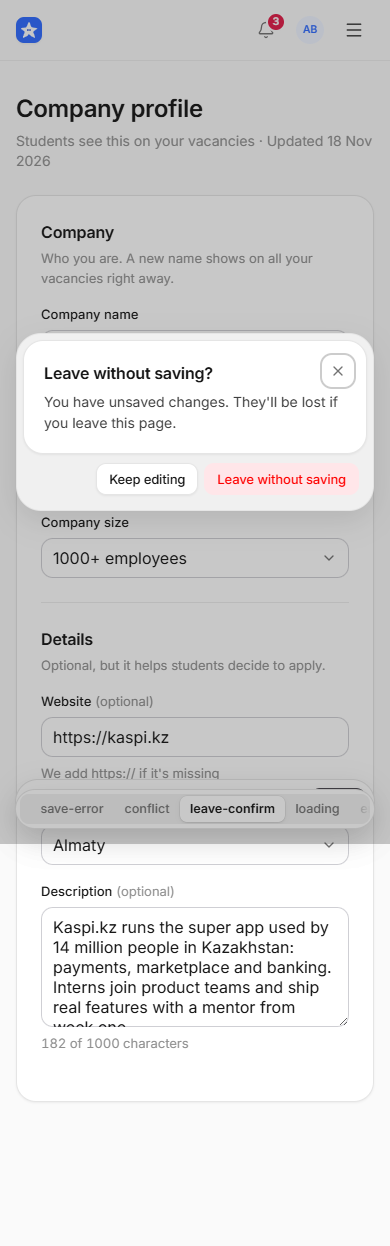 3
AB
Company profile
Students see this on your vacancies · Updated 18 Nov
2026
Company
Who you are. A new name shows on all your
vacancies right away.
Company name
Leave without saving?
You have unsaved changes. They'll be lost if
you leave this page.
Keep editing
Leave without saving
Company size
1000+ employees
Details
Optional, but it helps students decide to apply.
Website (optional)
https://kaspi.kz
We add https:// if it's missing
save-error
conflict
leave-confirm
loading
Almaty
Description (optional)
Kaspi.kz runs the super app used by
14 million people in Kazakhstan:
payments, marketplace and banking.
Interns join product teams and ship
real features with a mentor from
week one
182 of 1000 characters